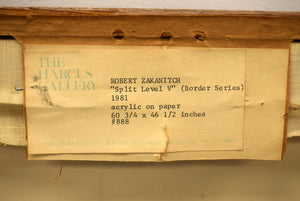 THE
HARCUS
GALLERY
ROBERT ZAKANITCH
"Split Level V" (Border Series)
1981
acrylic on paper
60 3/4 x 46 1/2 inches
#888